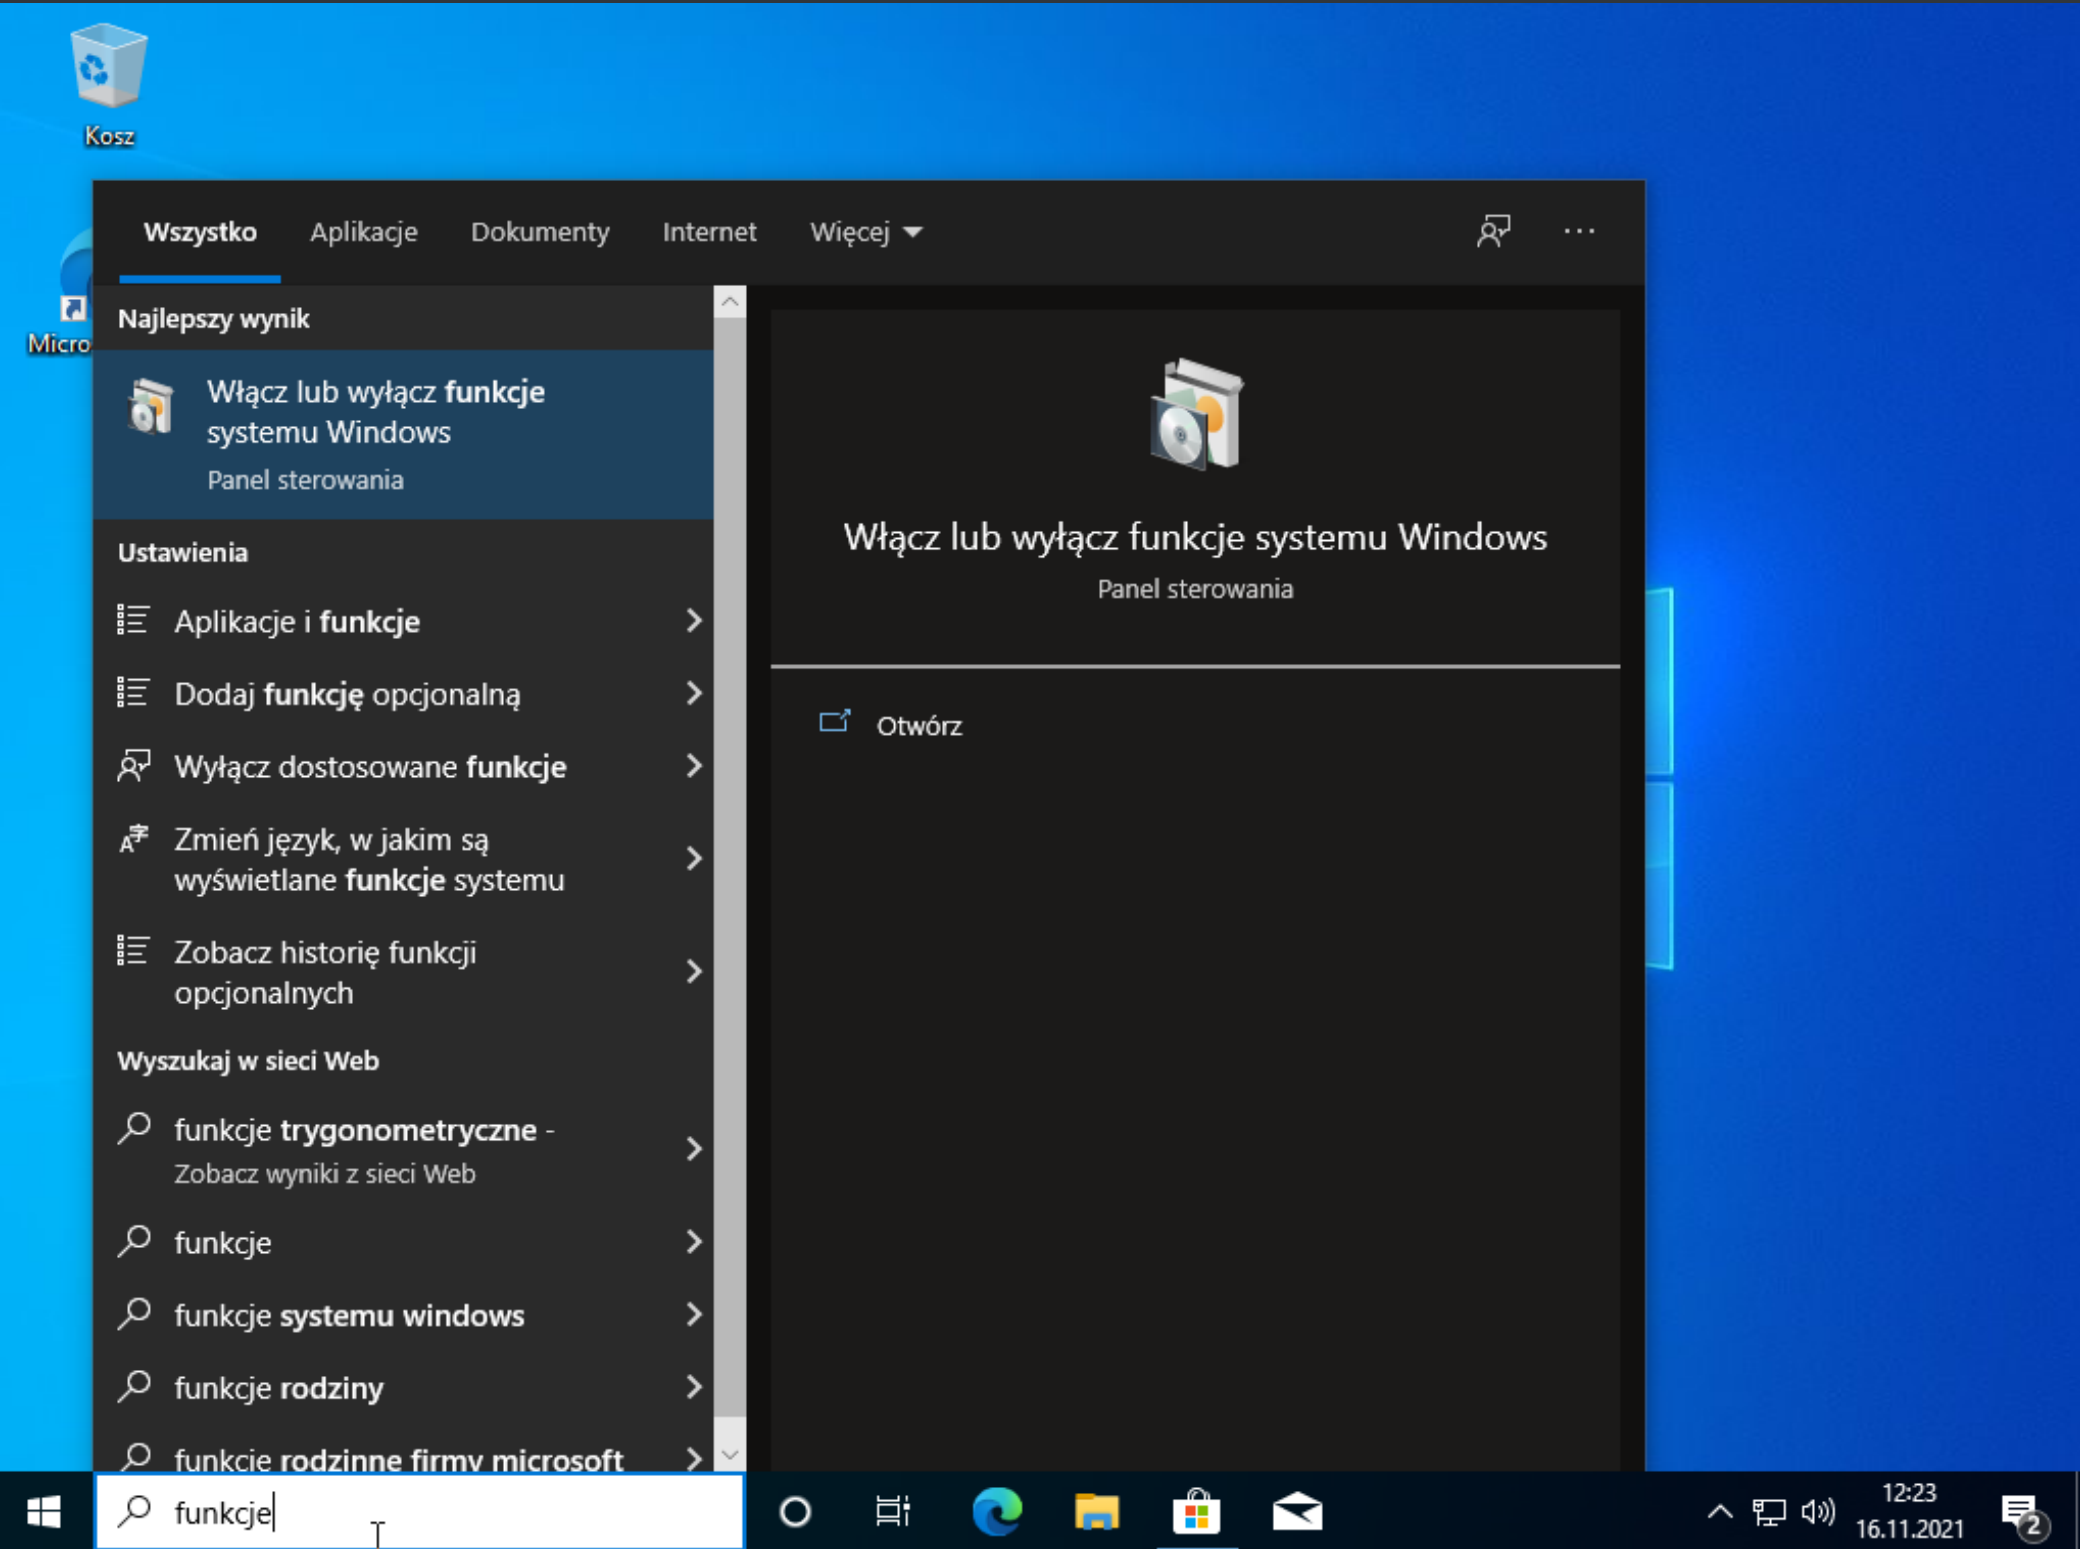 Kosz
Micro
Wszystko Aplikacje Dokumenty Internet Więcej
Najlepszy wynik
Włącz lub wyłącz funkcje
systemu Windows
Panel sterowania
Ustawienia
Aplikacje i funkcje
Dodaj funkcję opcjonalną
Wyłącz dostosowane funkcje
Zmień język, w jakim są
wyświetlane funkcje systemu
Zobacz historię funkcji
opcjonalnych
Wyszukaj w sieci Web
funkcje trygonometryczne -
Zobacz wyniki z sieci Web
funkcje
funkcje systemu windows
funkcje rodziny
funkcje rodzinne firmy microsoft
Włącz lub wyłącz funkcje systemu Windows
Panel sterowania
Otwórz
funkcje
12:23
16.11.2021
2